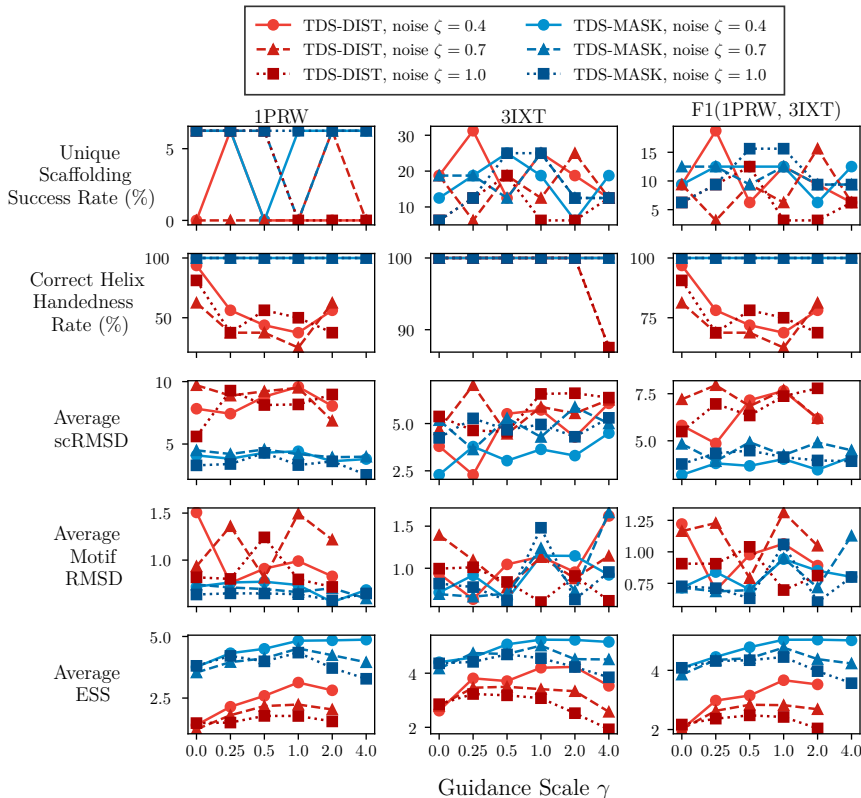 TDS-DIST, noise ζ = 0.4 TDS-MASK, noise ζ = 0.4
TDS-DIST, noise ζ = 0.7 TDS-MASK, noise ζ = 0.7
TDS-DIST, noise ζ = 1.0 TDS-MASK, noise ζ = 1.0
1PRW 3IXT F1(1PRW, 3IXT)
Unique
Scaffolding
Success Rate (%)
5
0
30
20
10
15
10
5
Correct Helix
Handedness
Rate (%)
100
50
100
90
100
75
Average
scRMSD
10
5
5.0
2.5
7.5
5.0
Average
Motif
RMSD
1.5
1.0
1.5
1.0
1.25
1.00
0.75
Average
ESS
5.0
2.5
4
2
4
2
0.0 0.25 0.5 1.0 2.0 4.0 0.0 0.25 0.5 1.0 2.0 4.0 0.0 0.25 0.5 1.0 2.0 4.0
Guidance Scale γ